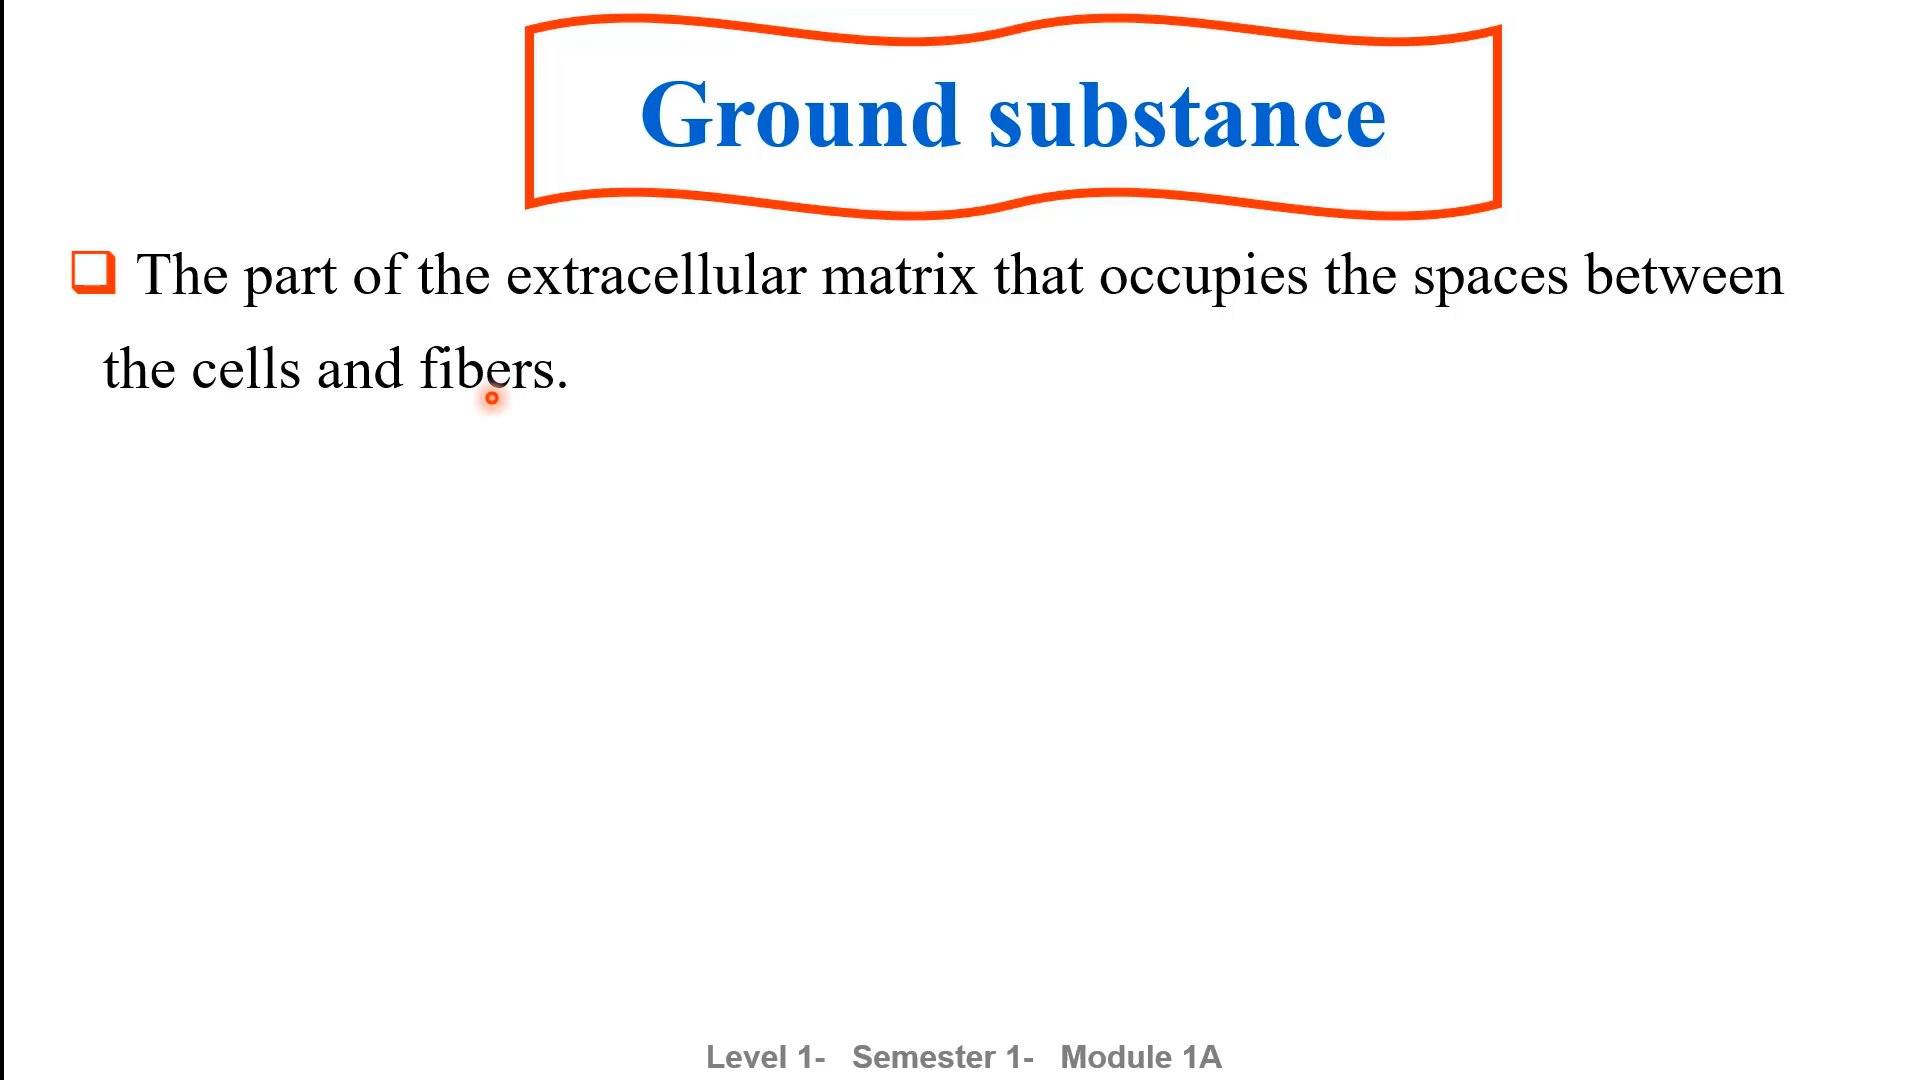 Ground substance
The part of the extracellular matrix that occupies the spaces between
the cells and fibers.
Level 1- Semester 1- Module 1A